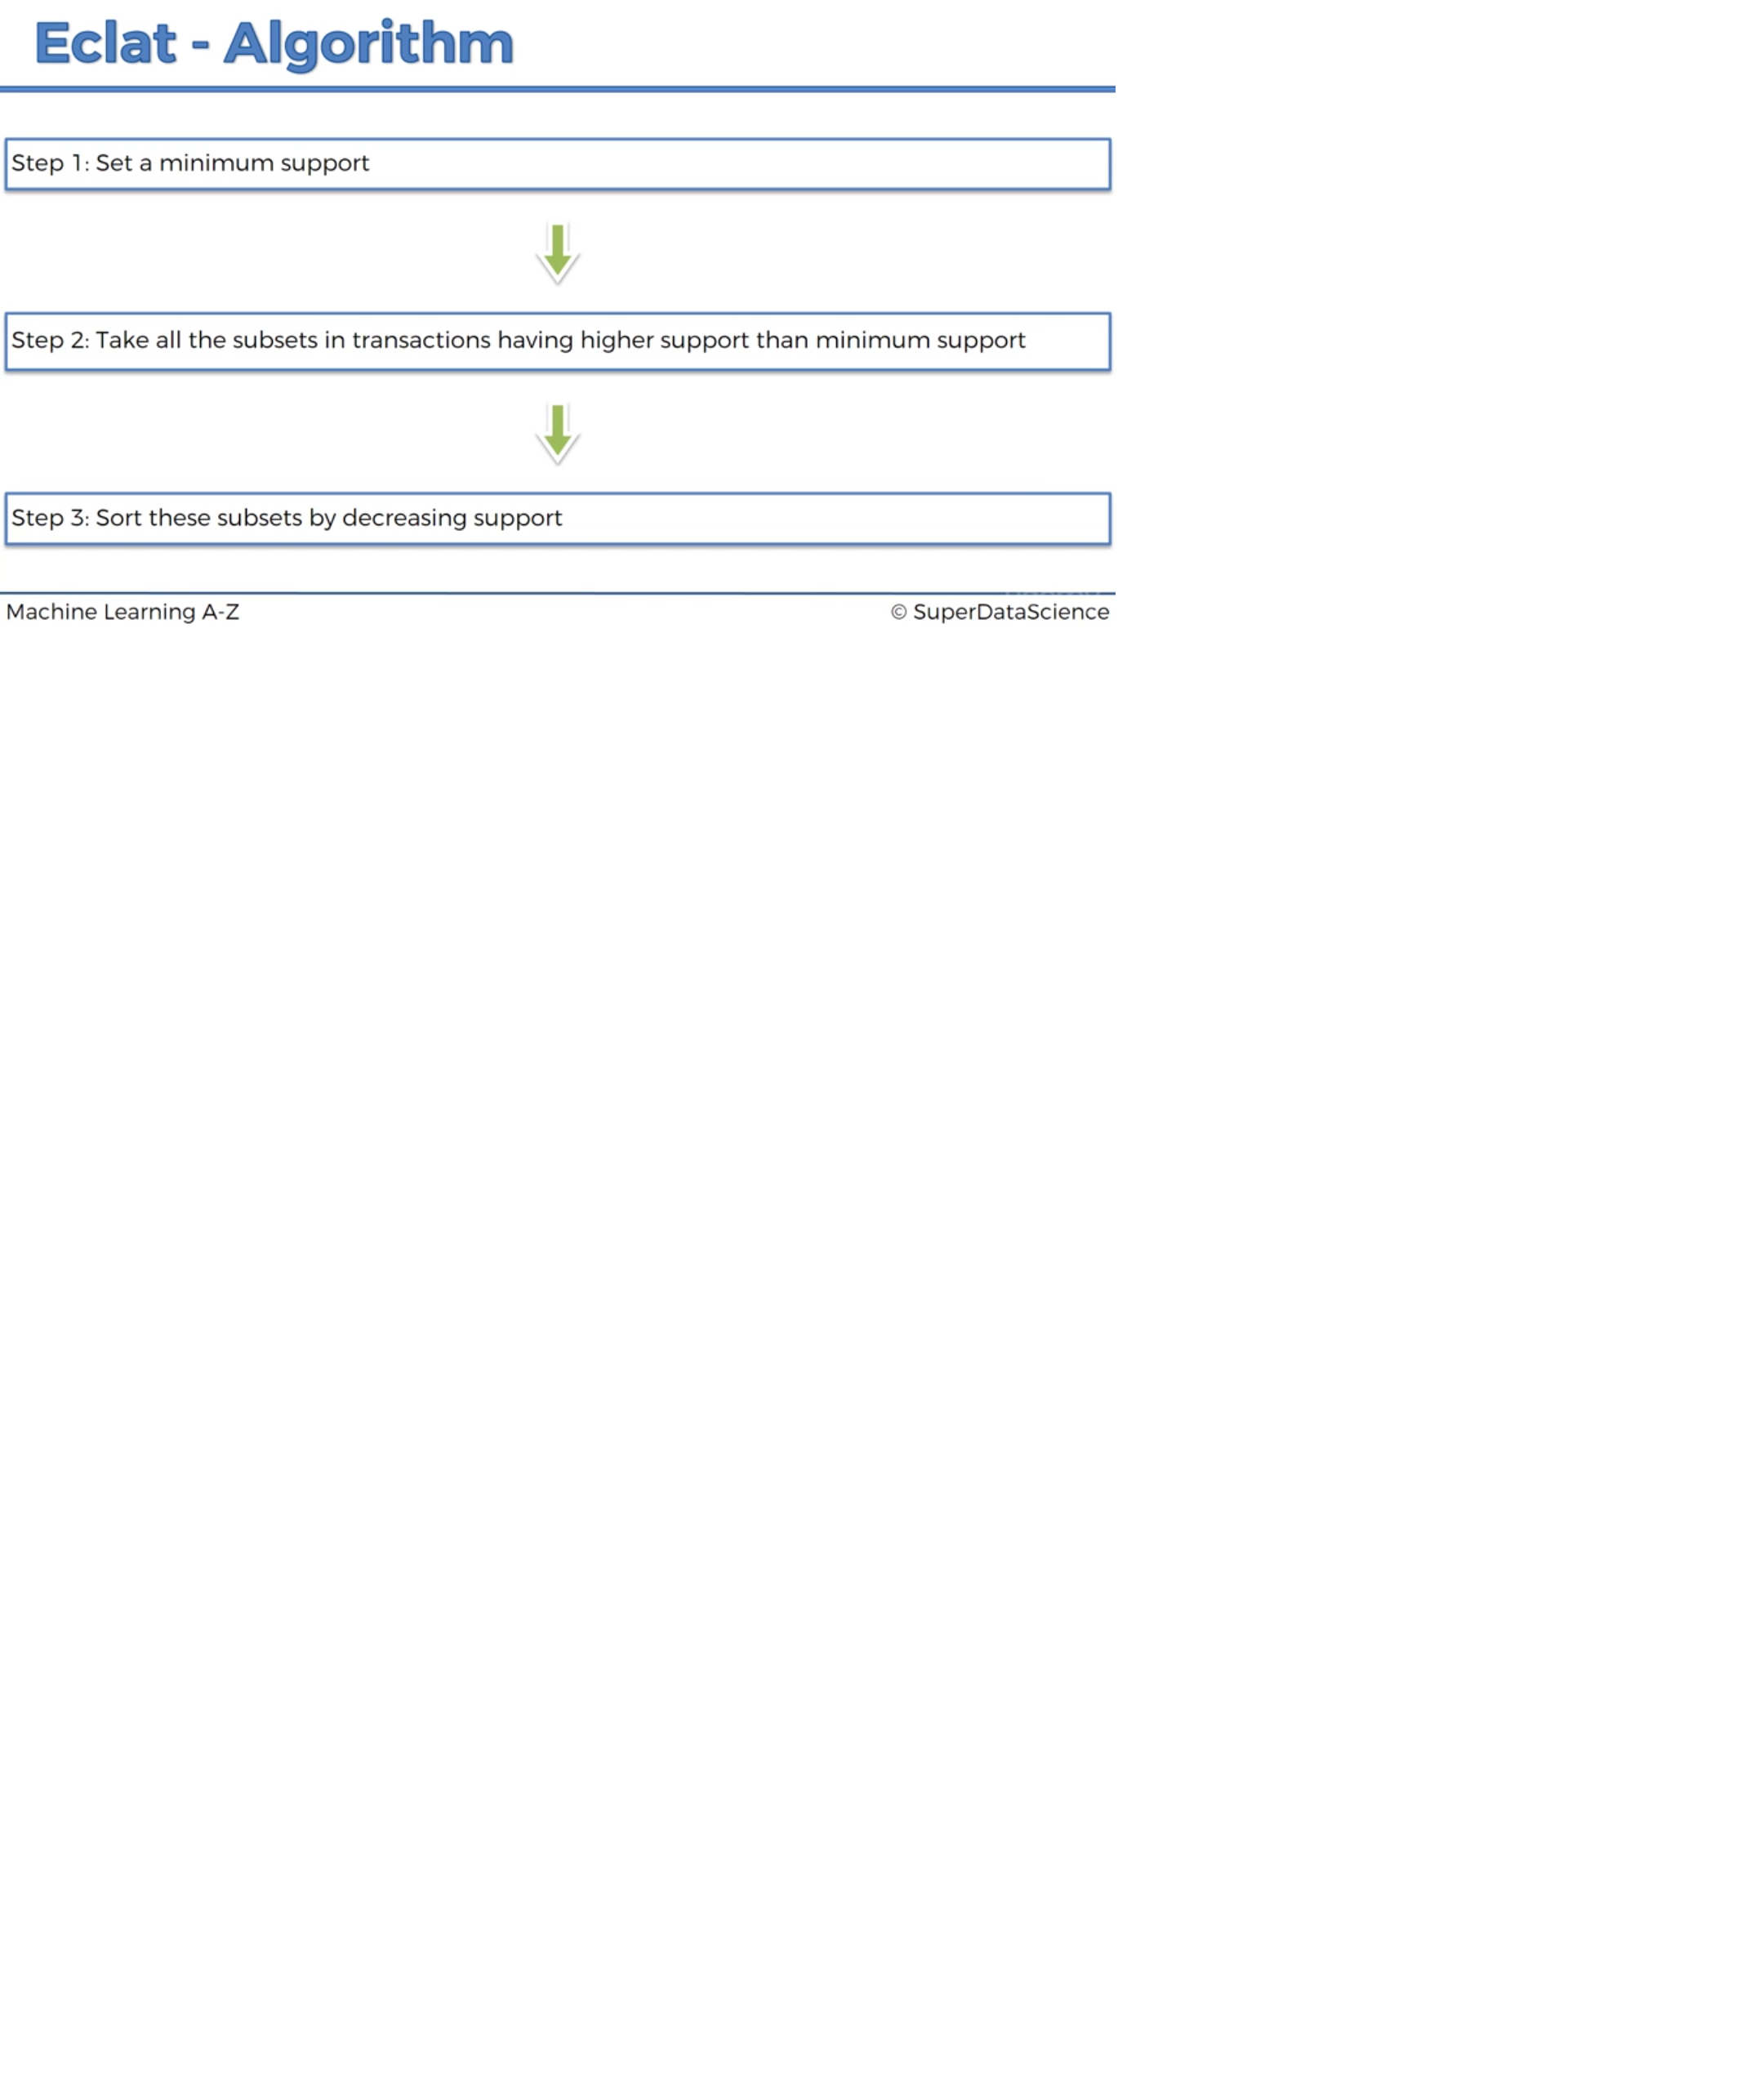 Eclat - Algorithm
Step 1: Set a minimum support
Step 2: Take all the subsets in transactions having higher support than minimum support
Step 3: Sort these subsets by decreasing support
Machine Learning A-Z
© SuperDataScience